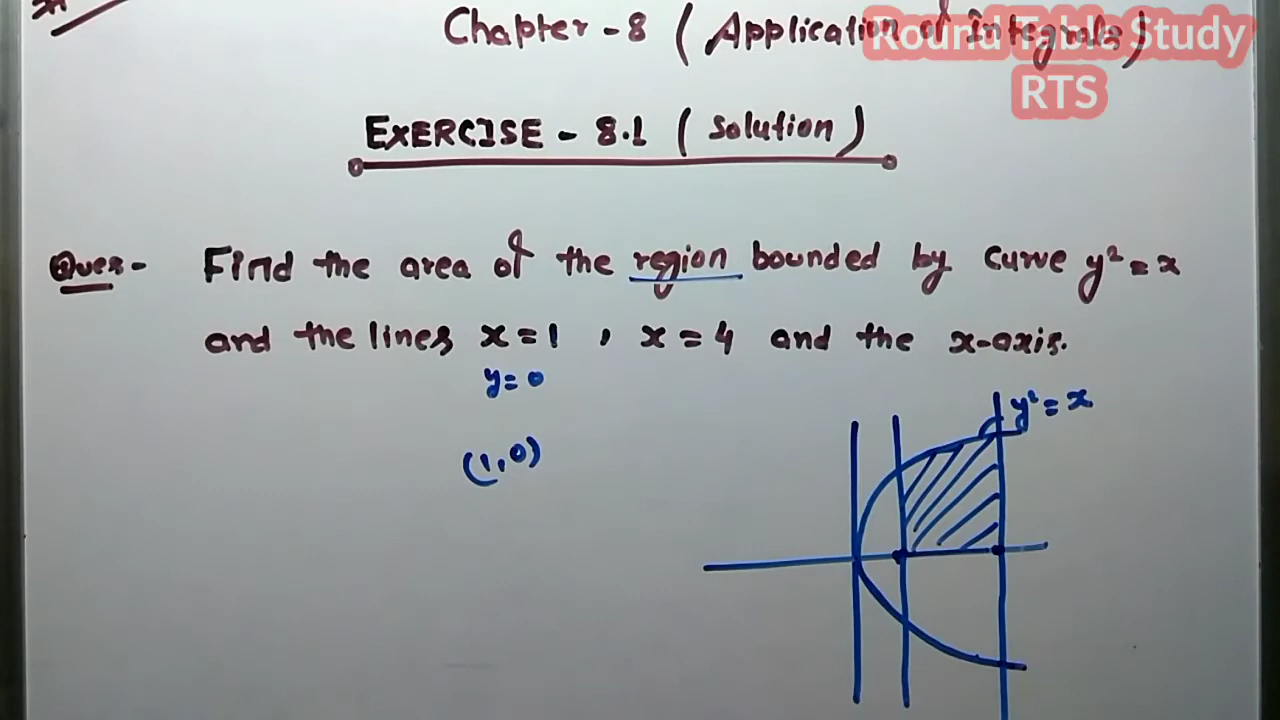 Chapter - 8 ( Application of Integrals )
Round Table Study
RTS
EXERCISE - 8.1 ( Solution )
Ques - Find the area of the region bounded by curve y² = x
and the lines x = 1 , x = 4 and the x-axis.
y = 0
y² = x
(1,0)